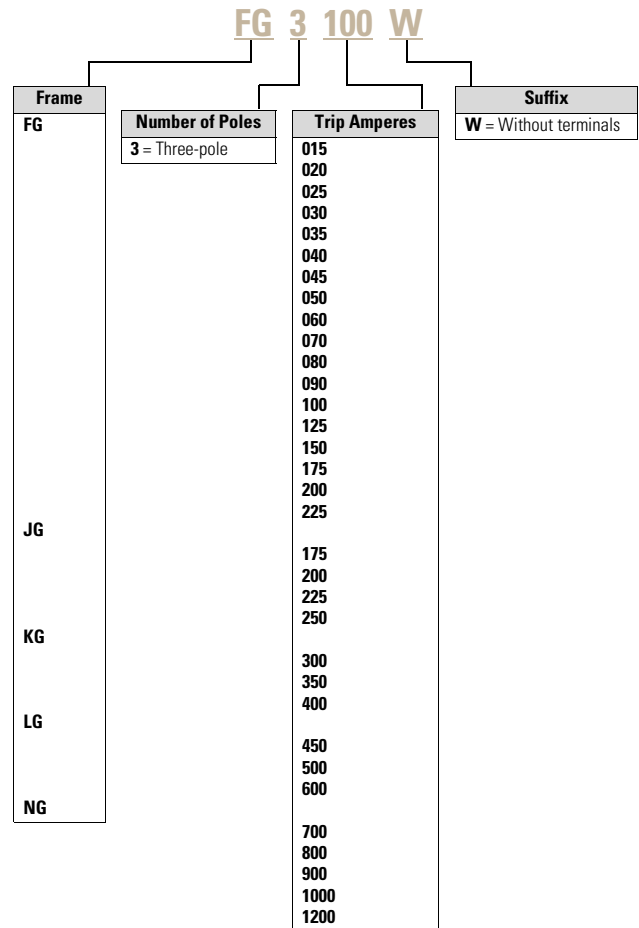 FG 3 100 W
Frame
FG
JG
KG
LG
NG
Number of Poles
3 = Three-pole
Trip Amperes
015
020
025
030
035
040
045
050
060
070
080
090
100
125
150
175
200
225
175
200
225
250
300
350
400
450
500
600
700
800
900
1000
1200
Suffix
W = Without terminals